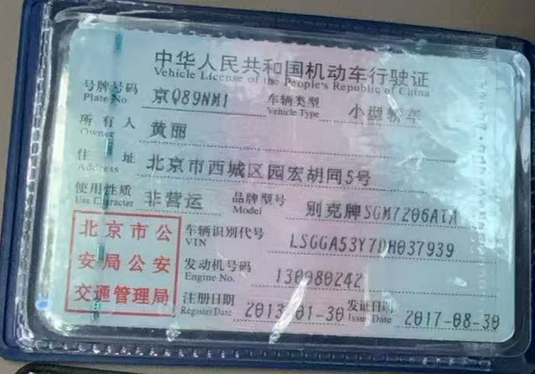 中华人民共和国机动车行驶证
Vehicle License of the People's Republic of China
号牌号码 Plate No. 京Q89NM1 车辆类型 Vehicle Type 小型轿车
所有人 Owner 黄丽
住址 Address 北京市西城区园宏胡同5号
使用性质 Use Character 非营运 品牌型号 Model 别克牌SGM7206ATA
北京市公安局公安交通管理局
车辆识别代号 VIN LSGGA53Y7DH037939
发动机号码 Engine No. 130980242
注册日期 Register Date 2013-01-30 发证日期 Issue Date 2017-08-30